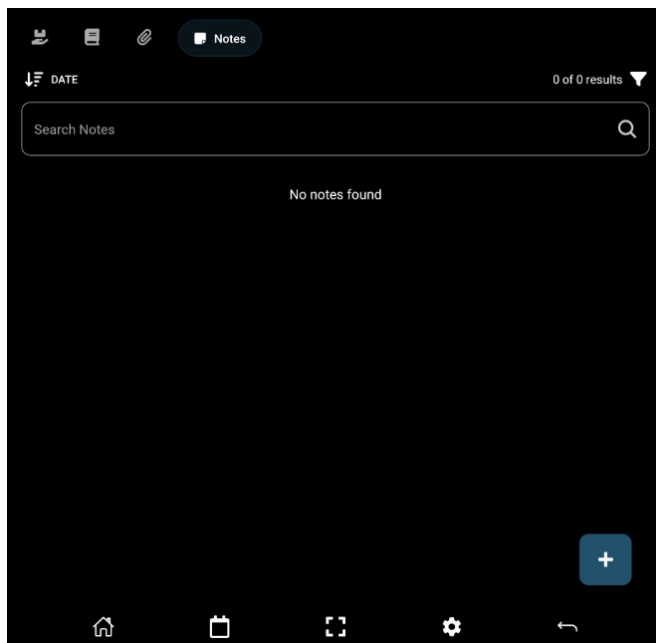 Notes
DATE
0 of 0 results
Search Notes
No notes found